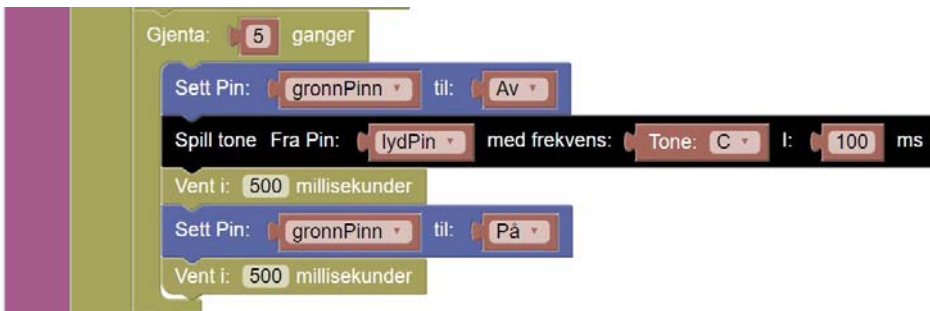 Gjenta: 5 ganger
Sett Pin: gronnPinn til: Av
Spill tone Fra Pin: lydPin med frekvens: Tone: C I: 100 ms
Vent i: 500 millisekunder
Sett Pin: gronnPinn til: På
Vent i: 500 millisekunder